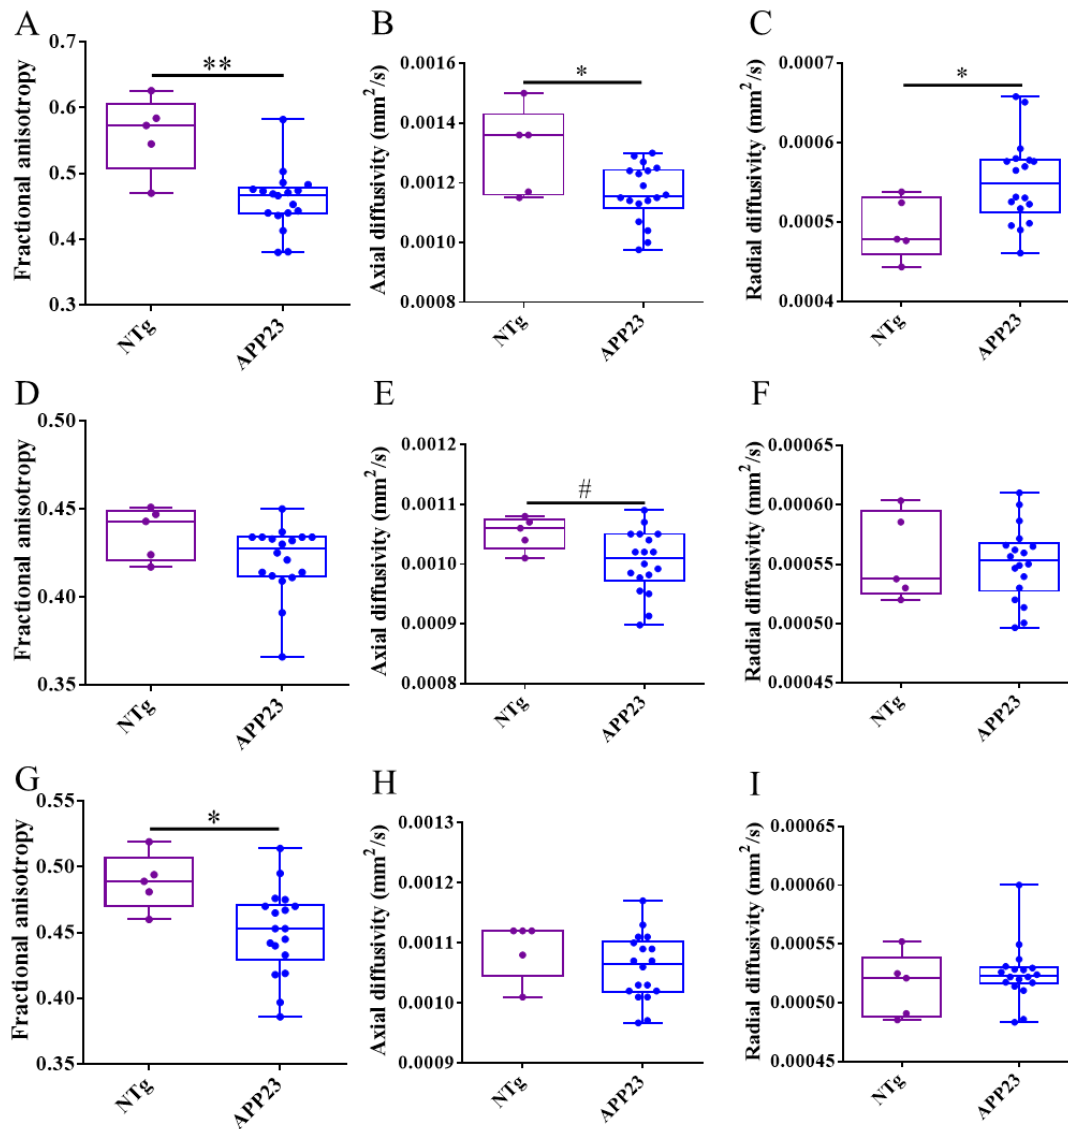 A
Fractional anisotropy
0.7
0.6
0.5
0.4
0.3
**
NTg
APP23
B
Axial diffusivity (mm²/s)
0.0016
0.0014
0.0012
0.0010
0.0008
*
NTg
APP23
C
Radial diffusivity (mm²/s)
0.0007
0.0006
0.0005
0.0004
*
NTg
APP23
D
Fractional anisotropy
0.50
0.45
0.40
0.35
NTg
APP23
E
Axial diffusivity (mm²/s)
0.0012
0.0011
0.0010
0.0009
0.0008
#
NTg
APP23
F
Radial diffusivity (mm²/s)
0.00065
0.00060
0.00055
0.00050
0.00045
NTg
APP23
G
Fractional anisotropy
0.55
0.50
0.45
0.40
0.35
*
NTg
APP23
H
Axial diffusivity (mm²/s)
0.0013
0.0012
0.0011
0.0010
0.0009
NTg
APP23
I
Radial diffusivity (mm²/s)
0.00065
0.00060
0.00055
0.00050
0.00045
NTg
APP23